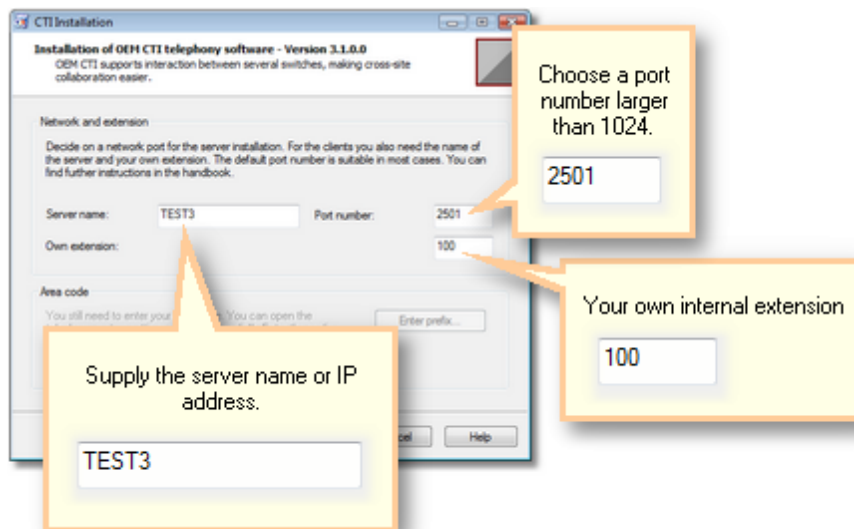 CTI Installation
Installation of OEM CTI telephony software - Version 3.1.0.0
OEM CTI supports interaction between several switches, making cross-site
collaboration easier.
Network and extension
Decide on a network port for the server installation. For the clients you also need the name of
the server and your own extension. The default port number is suitable in most cases. You can
find further instructions in the handbook.
Server name:
TEST3
Port number:
2501
Own extension:
100
Area code
You still need to enter your
You can open the
Enter prefix...
Help
Choose a port
number larger
than 1024.
2501
Your own internal extension
100
Supply the server name or IP
address.
TEST3